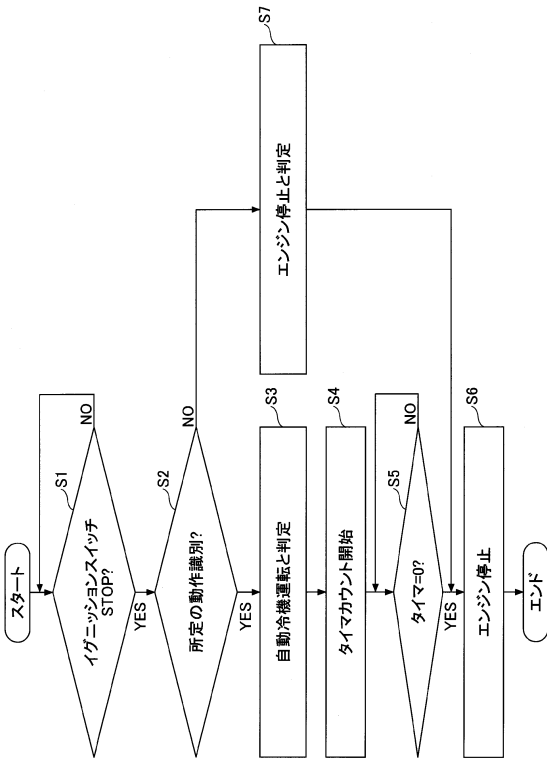 スタート
S1
イグニッションスイッチ
STOP?
NO
YES
S2
所定の動作識別?
NO
YES
S3
自動冷機運転と判定
S7
エンジン停止と判定
S4
タイマカウント開始
S5
タイマ=0?
NO
YES
S6
エンジン停止
エンド